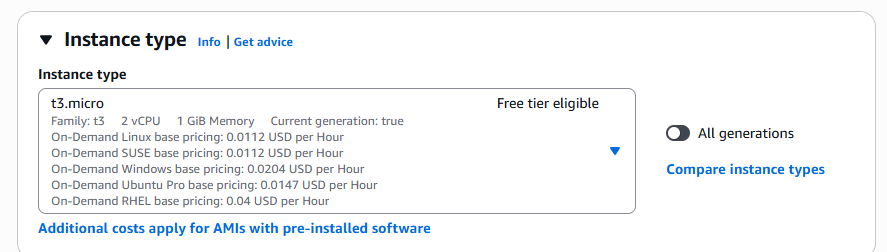 Instance type Info | Get advice
Instance type
t3.micro Free tier eligible
Family: t3 2 vCPU 1 GiB Memory Current generation: true
On-Demand Linux base pricing: 0.0112 USD per Hour
On-Demand SUSE base pricing: 0.0112 USD per Hour
On-Demand Windows base pricing: 0.0204 USD per Hour
On-Demand Ubuntu Pro base pricing: 0.0147 USD per Hour
On-Demand RHEL base pricing: 0.04 USD per Hour
All generations
Compare instance types
Additional costs apply for AMIs with pre-installed software